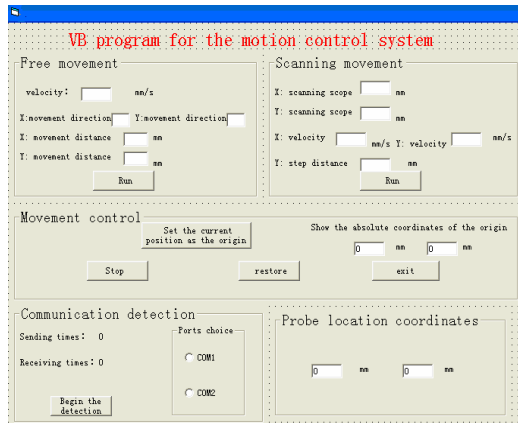 VB program for the motion control system
Free movement
velocity: mm/s
X:movement direction Y:movement direction
X: movement distance mm
Y: movement distance mm
Run
Scanning movement
X: scanning scope mm
Y: scanning scope mm
X: velocity mm/s Y: velocity mm/s
Y: step distance mm
Run
Movement control
Set the current
position as the origin
Show the absolute coordinates of the origin
0 mm 0 mm
Stop restore exit
Communication detection
Sending times: 0
Receiving times: 0
Begin the
detection
Ports choice
COM1
COM2
Probe location coordinates
0 mm 0 mm